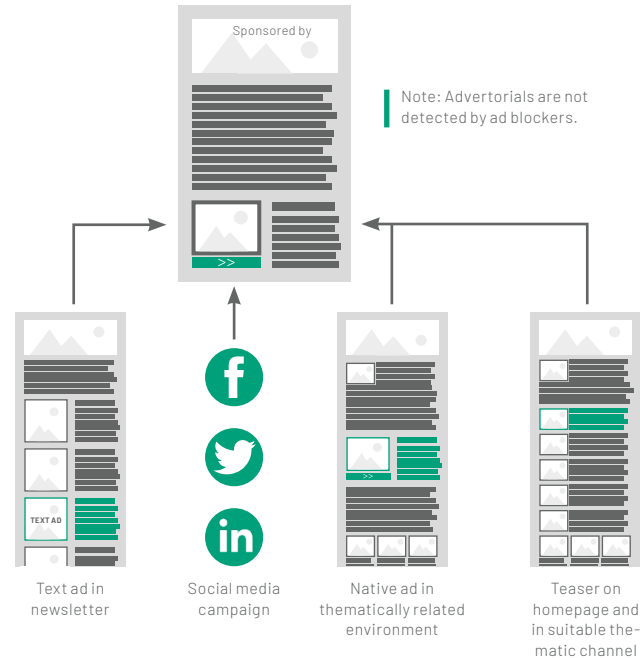 Sponsored by
Note: Advertorials are not
detected by ad blockers.
>>
TEXT AD
>>
Text ad in
newsletter
Social media
campaign
Native ad in
thematically related
environment
Teaser on
homepage and
in suitable the-
matic channel